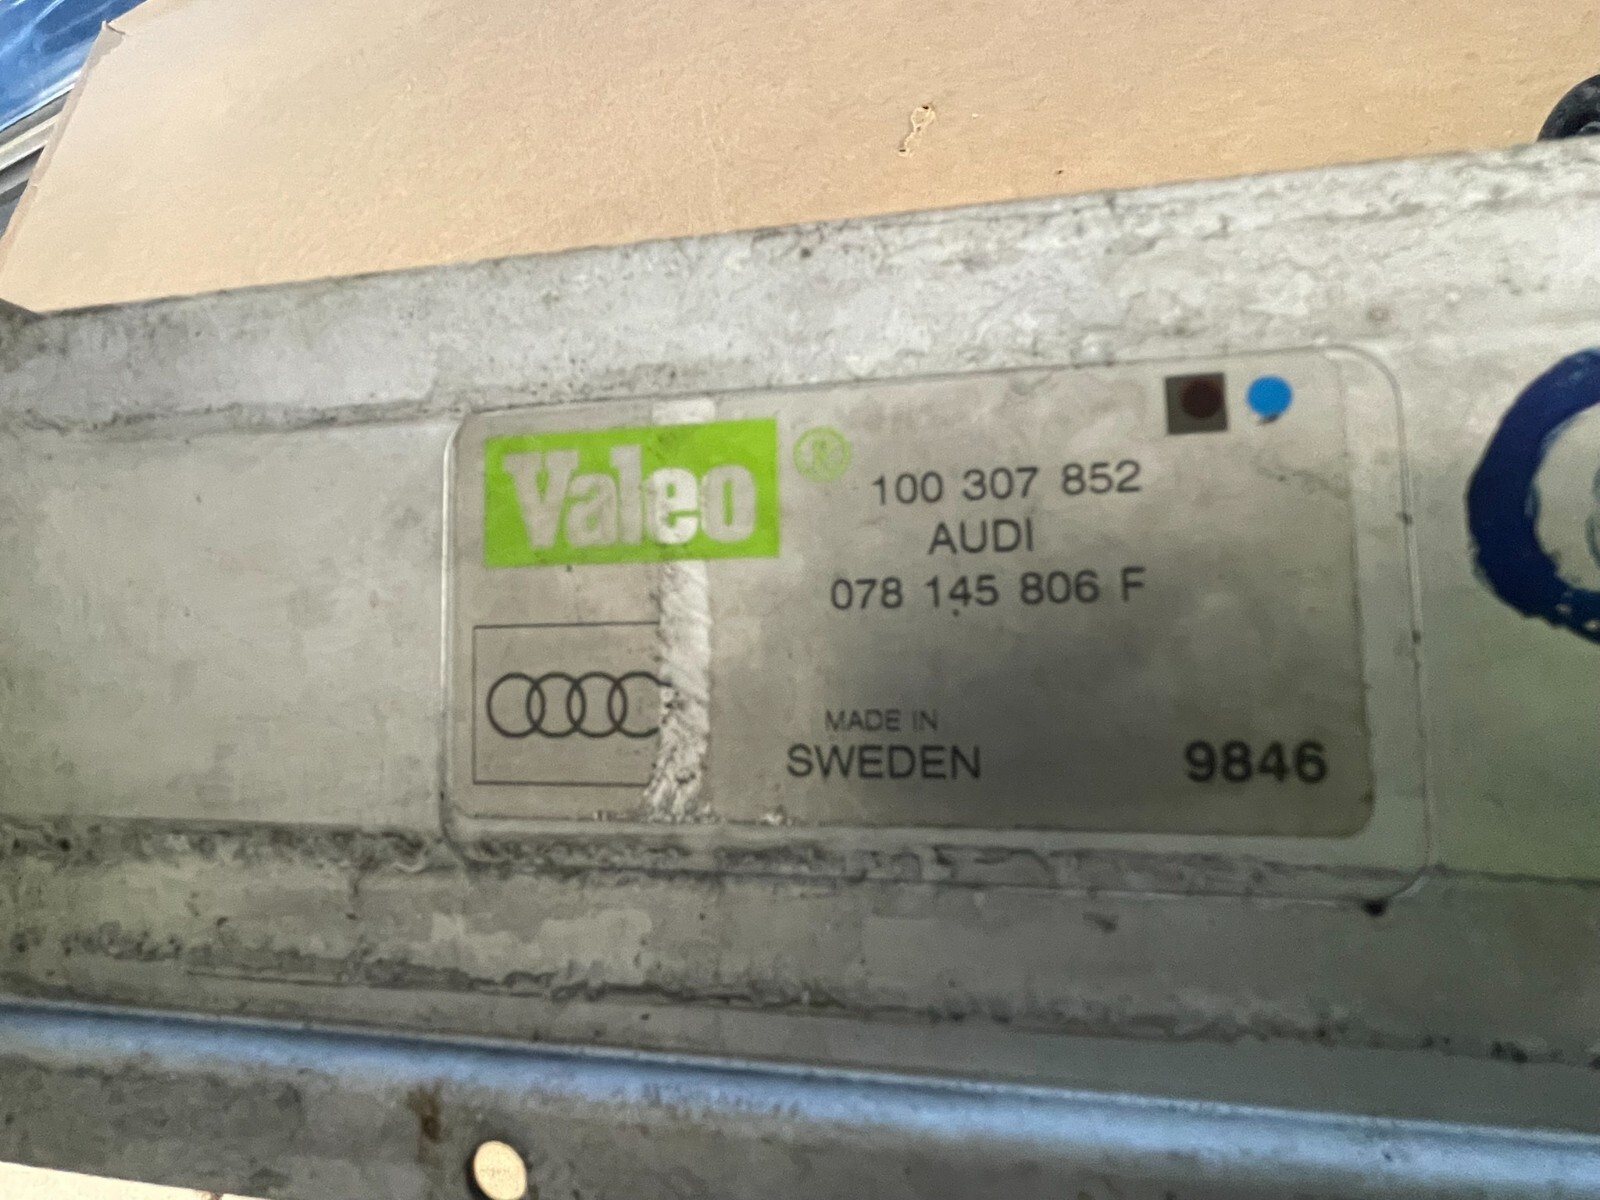 Valeo ®
100 307 852
AUDI
078 145 806 F
MADE IN
SWEDEN
9846